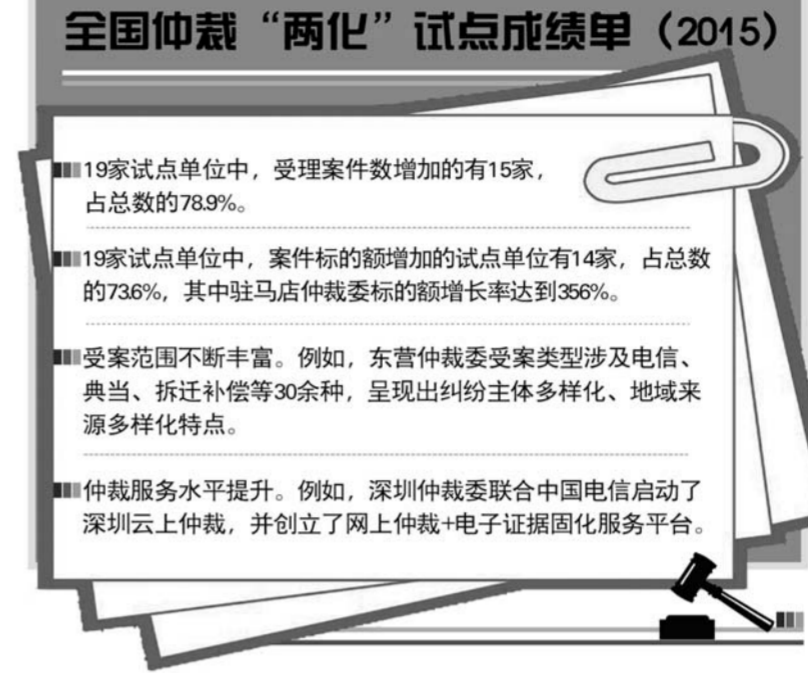 全国仲裁“两化”试点成绩单（2015）
19家试点单位中，受理案件数增加的有15家，
占总数的78.9%。
19家试点单位中，案件标的额增加的试点单位有14家，占总数
的73.6%，其中驻马店仲裁委标的额增长率达到356%。
受案范围不断丰富。例如，东营仲裁委受案类型涉及电信、
典当、拆迁补偿等30余种，呈现出纠纷主体多样化、地域来
源多样化特点。
仲裁服务水平提升。例如，深圳仲裁委联合中国电信启动了
深圳云上仲裁，并创立了网上仲裁+电子证据固化服务平台。